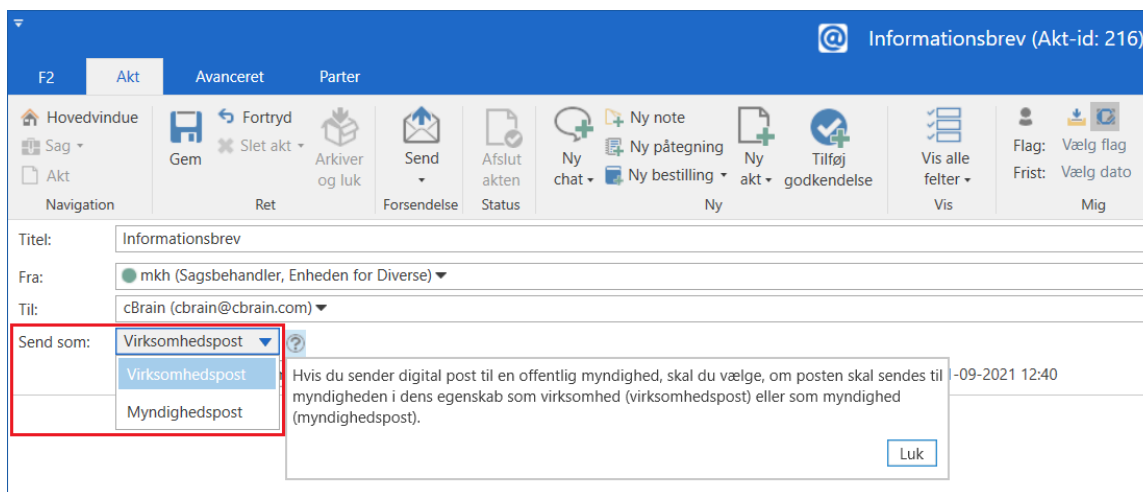 Informationsbrev (Akt-id: 216)
F2 Akt Avanceret Parter
Hovedvindue
Sag
Akt
Navigation
Gem
Fortryd
Slet akt
Arkiver
og luk
Ret
Send
Forsendelse
Afslut
akten
Status
Ny
chat
Ny note
Ny påtegning
Ny bestilling
Ny
akt
Tilføj
godkendelse
Ny
Vis alle
felter
Vis
Flag: Vælg flag
Frist: Vælg dato
Mig
Titel: Informationsbrev
Fra: mkh (Sagsbehandler, Enheden for Diverse)
Til: cBrain (cbrain@cbrain.com)
Send som: Virksomhedspost ?
Virksomhedspost
Myndighedspost
Hvis du sender digital post til en offentlig myndighed, skal du vælge, om posten skal sendes til
myndigheden i dens egenskab som virksomhed (virksomhedspost) eller som myndighed
(myndighedspost).
Luk
-09-2021 12:40